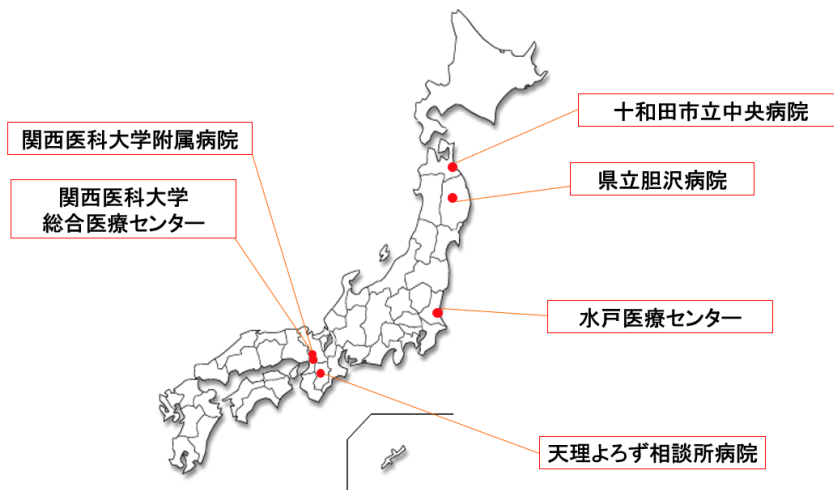 十和田市立中央病院
関西医科大学附属病院
県立胆沢病院
関西医科大学
総合医療センター
水戸医療センター
天理よろず相談所病院